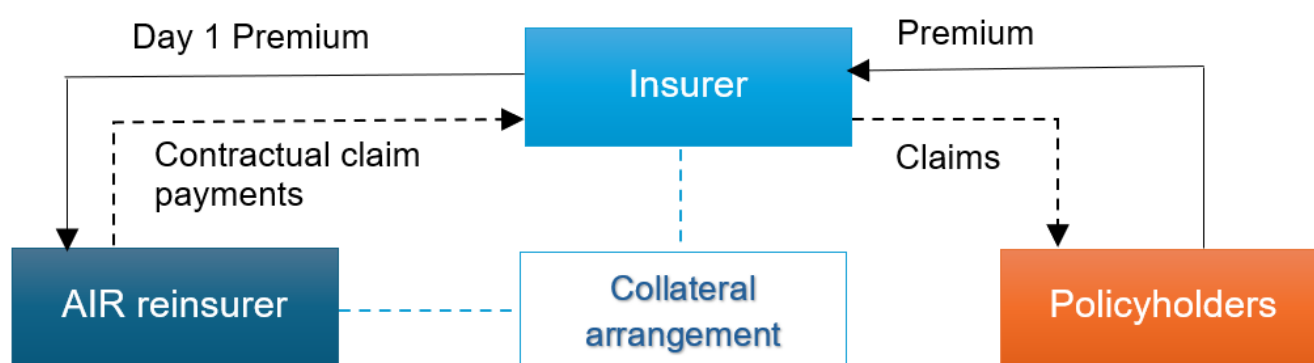 Day 1 Premium
Premium
Insurer
Contractual claim
payments
Claims
AIR reinsurer
Collateral
arrangement
Policyholders